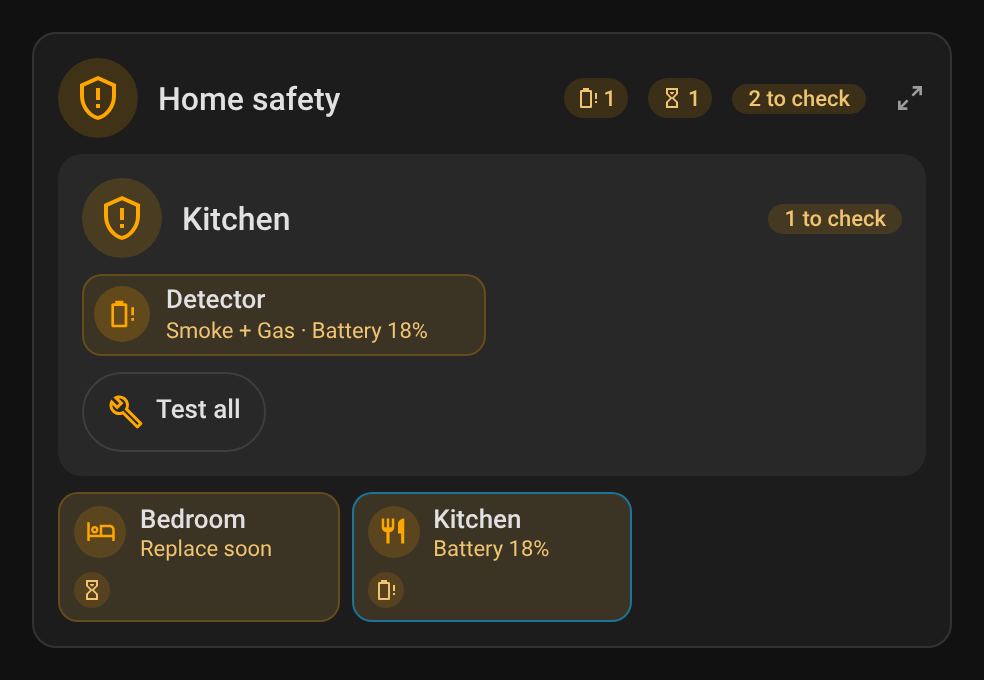 Home safety
1
1
2 to check
Kitchen
1 to check
Detector
Smoke + Gas · Battery 18%
Test all
Bedroom
Replace soon
Kitchen
Battery 18%